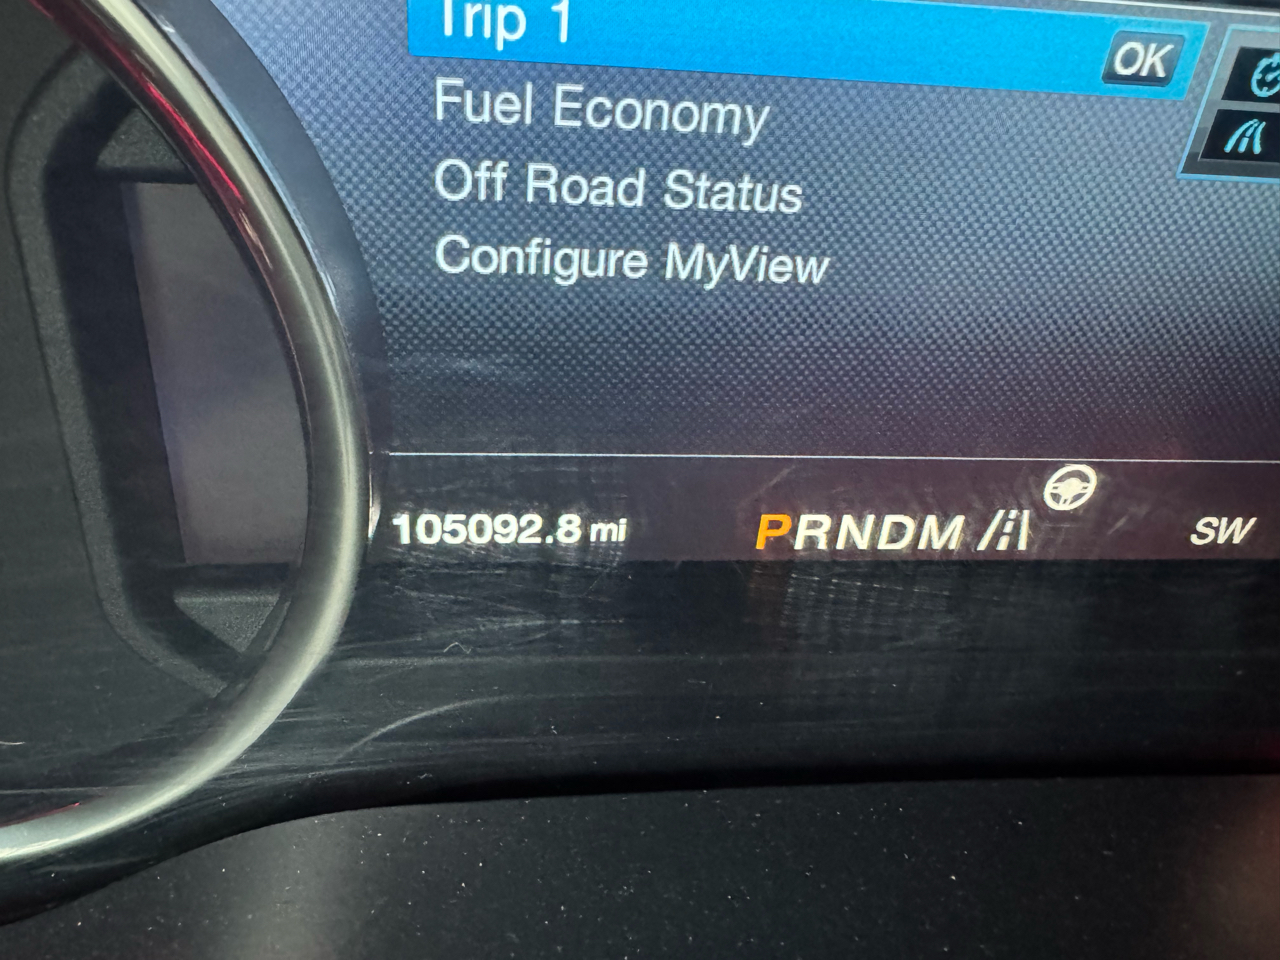 Trip 1
OK
Fuel Economy
Off Road Status
Configure MyView
105092.8 mi
PRNDM
SW